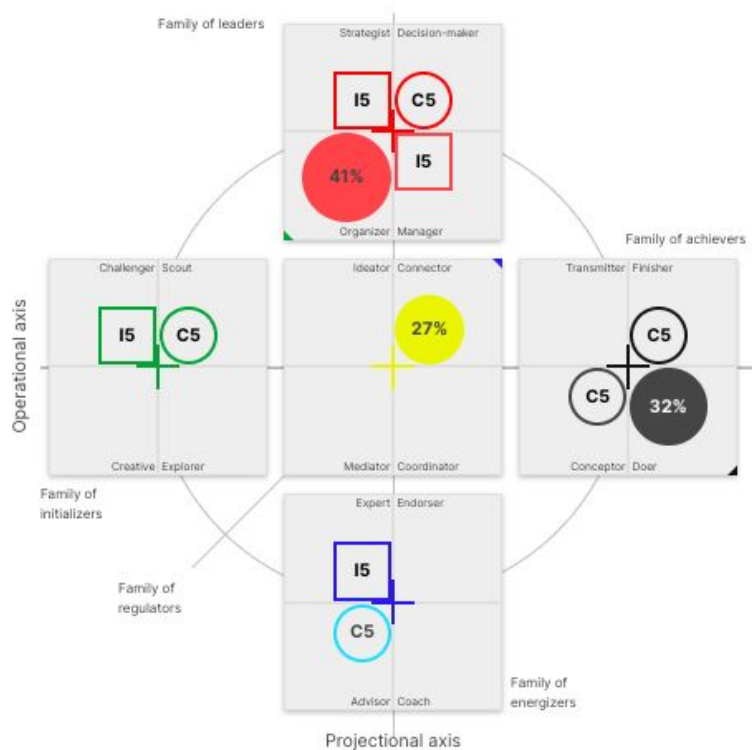 Family of leaders
Strategist Decision-maker
I5 C5
41% I5
Organizer Manager
Family of achievers
Challenger Scout
I5 C5
Creative Explorer
Ideator Connector
27%
Mediator Coordinator
Transmitter Finisher
C5
C5 32%
Conceptor Doer
Operational axis
Family of
initializers
Family of
regulators
Expert Endorser
I5
C5
Advisor Coach
Family of
energizers
Projectional axis